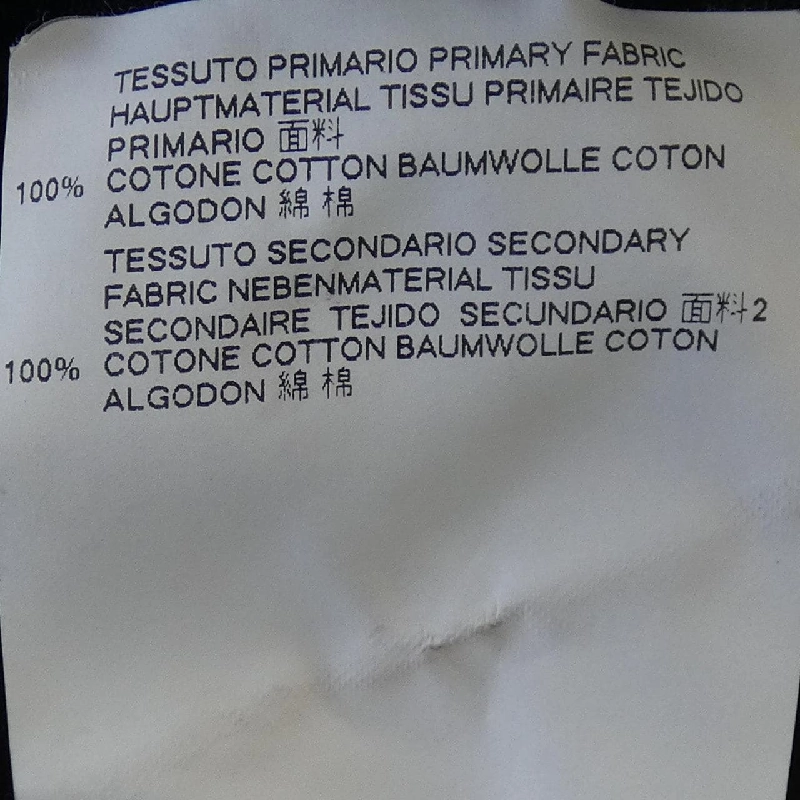 TESSUTO PRIMARIO PRIMARY FABRIC
HAUPTMATERIAL TISSU PRIMAIRE TEJIDO
PRIMARIO 面料
100% COTONE COTTON BAUMWOLLE COTON
ALGODON 綿 棉
TESSUTO SECONDARIO SECONDARY
FABRIC NEBENMATERIAL TISSU
SECONDAIRE TEJIDO SECUNDARIO 面料2
100% COTONE COTTON BAUMWOLLE COTON
ALGODON 綿 棉